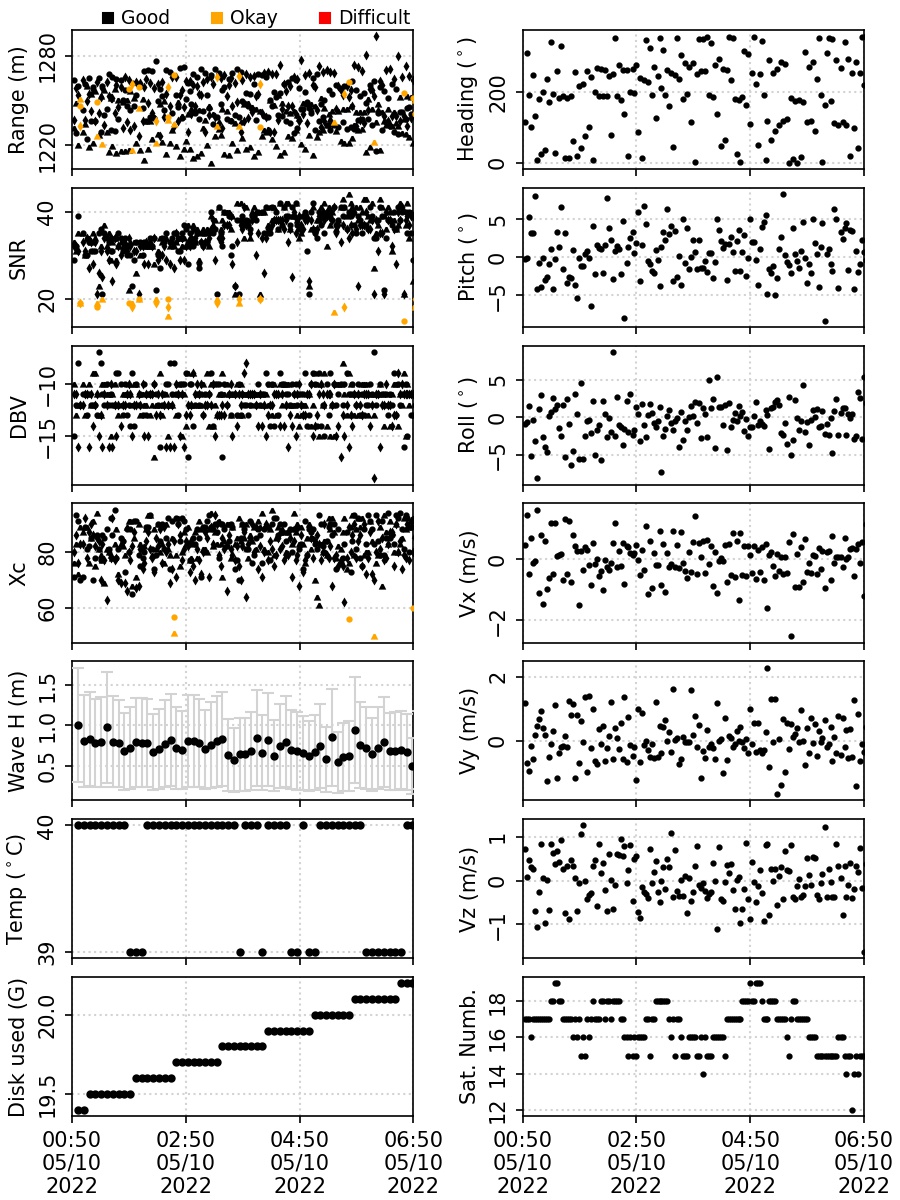 Good Okay Difficult
Range (m)
1280
1220
Heading (°)
200
0
SNR
40
20
Pitch (°)
5
0
−5
DBV
−10
−15
Roll (°)
5
0
−5
Xc
80
60
Vx (m/s)
0
−2
Wave H (m)
1.5
1.0
0.5
Vy (m/s)
2
0
Temp (°C)
40
39
Vz (m/s)
1
0
−1
Disk used (G)
20.0
19.5
Sat. Numb.
18
16
14
12
00:50 02:50 04:50 06:50 00:50 02:50 04:50 06:50
05/10 05/10 05/10 05/10 05/10 05/10 05/10 05/10
2022 2022 2022 2022 2022 2022 2022 2022